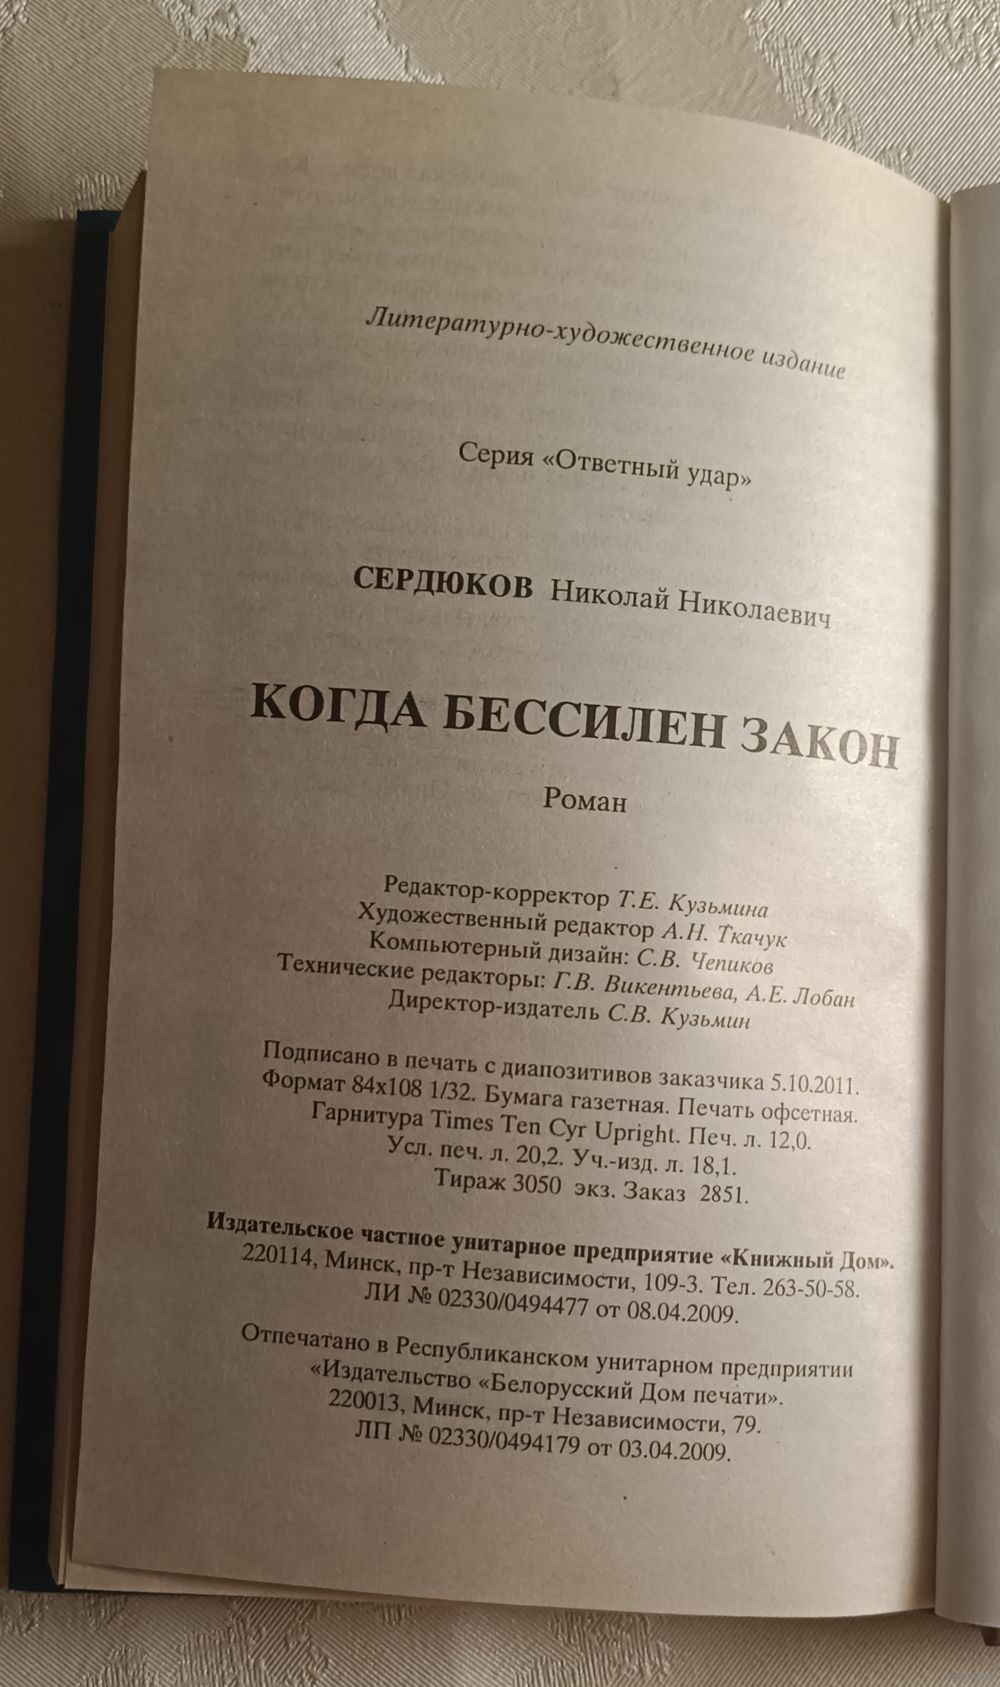 Литературно-художественное издание
Серия «Ответный удар»
СЕРДЮКОВ Николай Николаевич
КОГДА БЕССИЛЕН ЗАКОН
Роман
Редактор-корректор Т.Е. Кузьмина
Художественный редактор А.Н. Ткачук
Компьютерный дизайн: С.В. Чепиков
Технические редакторы: Г.В. Викентьева, А.Е. Лобан
Директор-издатель С.В. Кузьмин
Подписано в печать с диапозитивов заказчика 5.10.2011.
Формат 84х108 1/32. Бумага газетная. Печать офсетная.
Гарнитура Times Ten Cyr Upright. Печ. л. 12,0.
Усл. печ. л. 20,2. Уч.-изд. л. 18,1.
Тираж 3050 экз. Заказ 2851.
Издательское частное унитарное предприятие «Книжный Дом».
220114, Минск, пр-т Независимости, 109-3. Тел. 263-50-58.
ЛИ № 02330/0494477 от 08.04.2009.
Отпечатано в Республиканском унитарном предприятии
«Издательство «Белорусский Дом печати».
220013, Минск, пр-т Независимости, 79.
ЛП № 02330/0494179 от 03.04.2009.